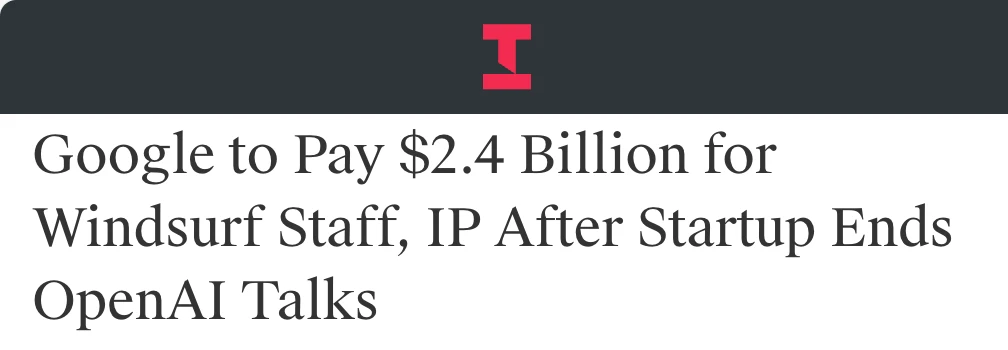 Google to Pay $2.4 Billion for
Windsurf Staff, IP After Startup Ends
OpenAI Talks